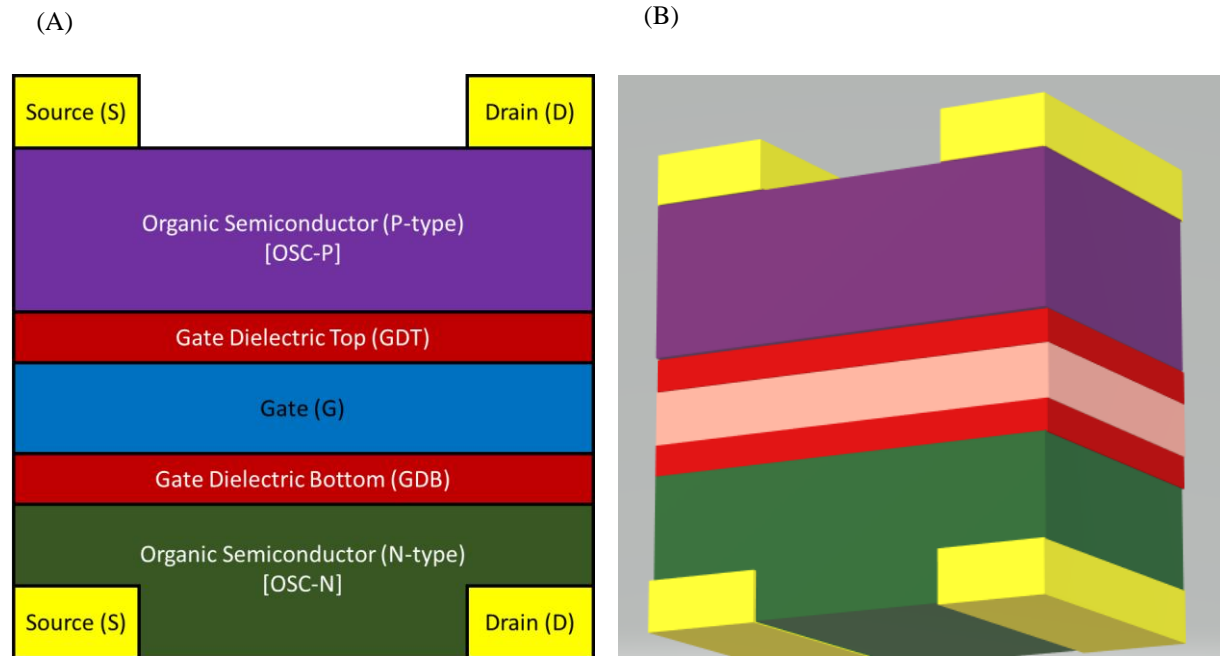 (A)
(B)
Source (S)
Drain (D)
Organic Semiconductor (P-type)
[OSC-P]
Gate Dielectric Top (GDT)
Gate (G)
Gate Dielectric Bottom (GDB)
Organic Semiconductor (N-type)
[OSC-N]
Source (S)
Drain (D)